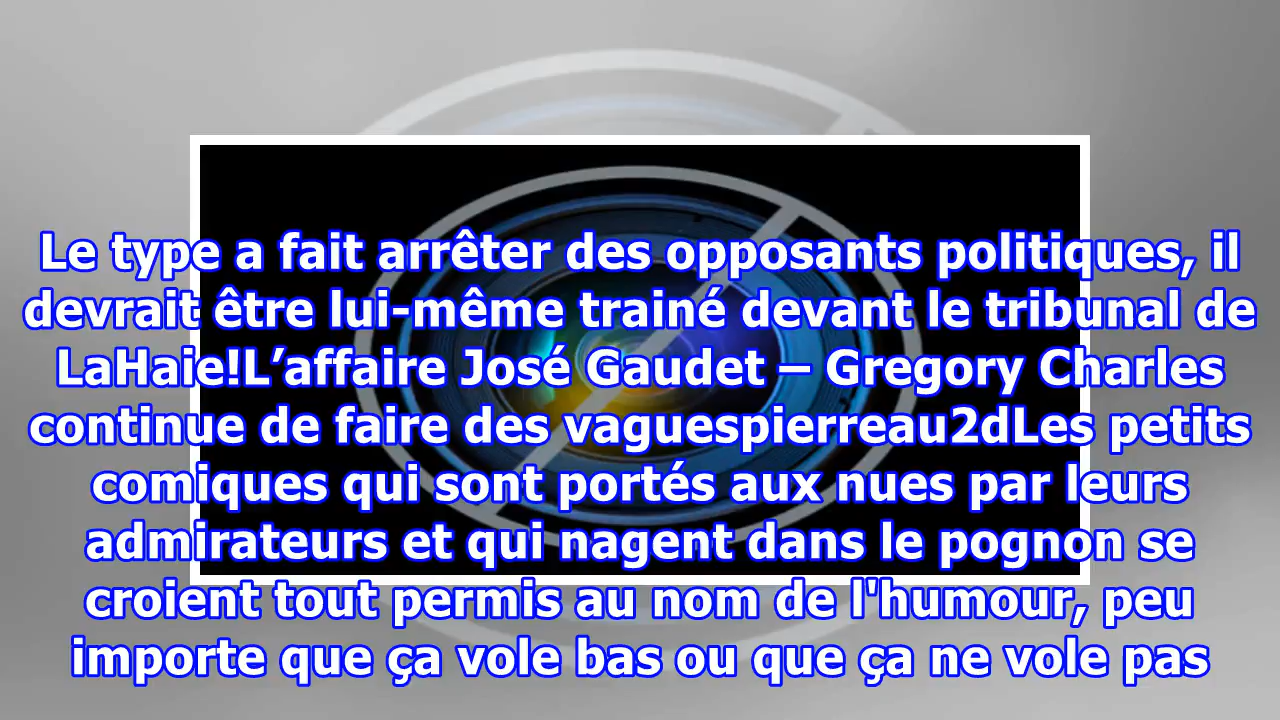 Le type a fait arrêter des opposants politiques, il
devrait être lui-même trainé devant le tribunal de
LaHaie!L’affaire José Gaudet – Gregory Charles
continue de faire des vaguespierreau2dLes petits
comiques qui sont portés aux nues par leurs
admirateurs et qui nagent dans le pognon se
croient tout permis au nom de l'humour, peu
importe que ça vole bas ou que ça ne vole pas